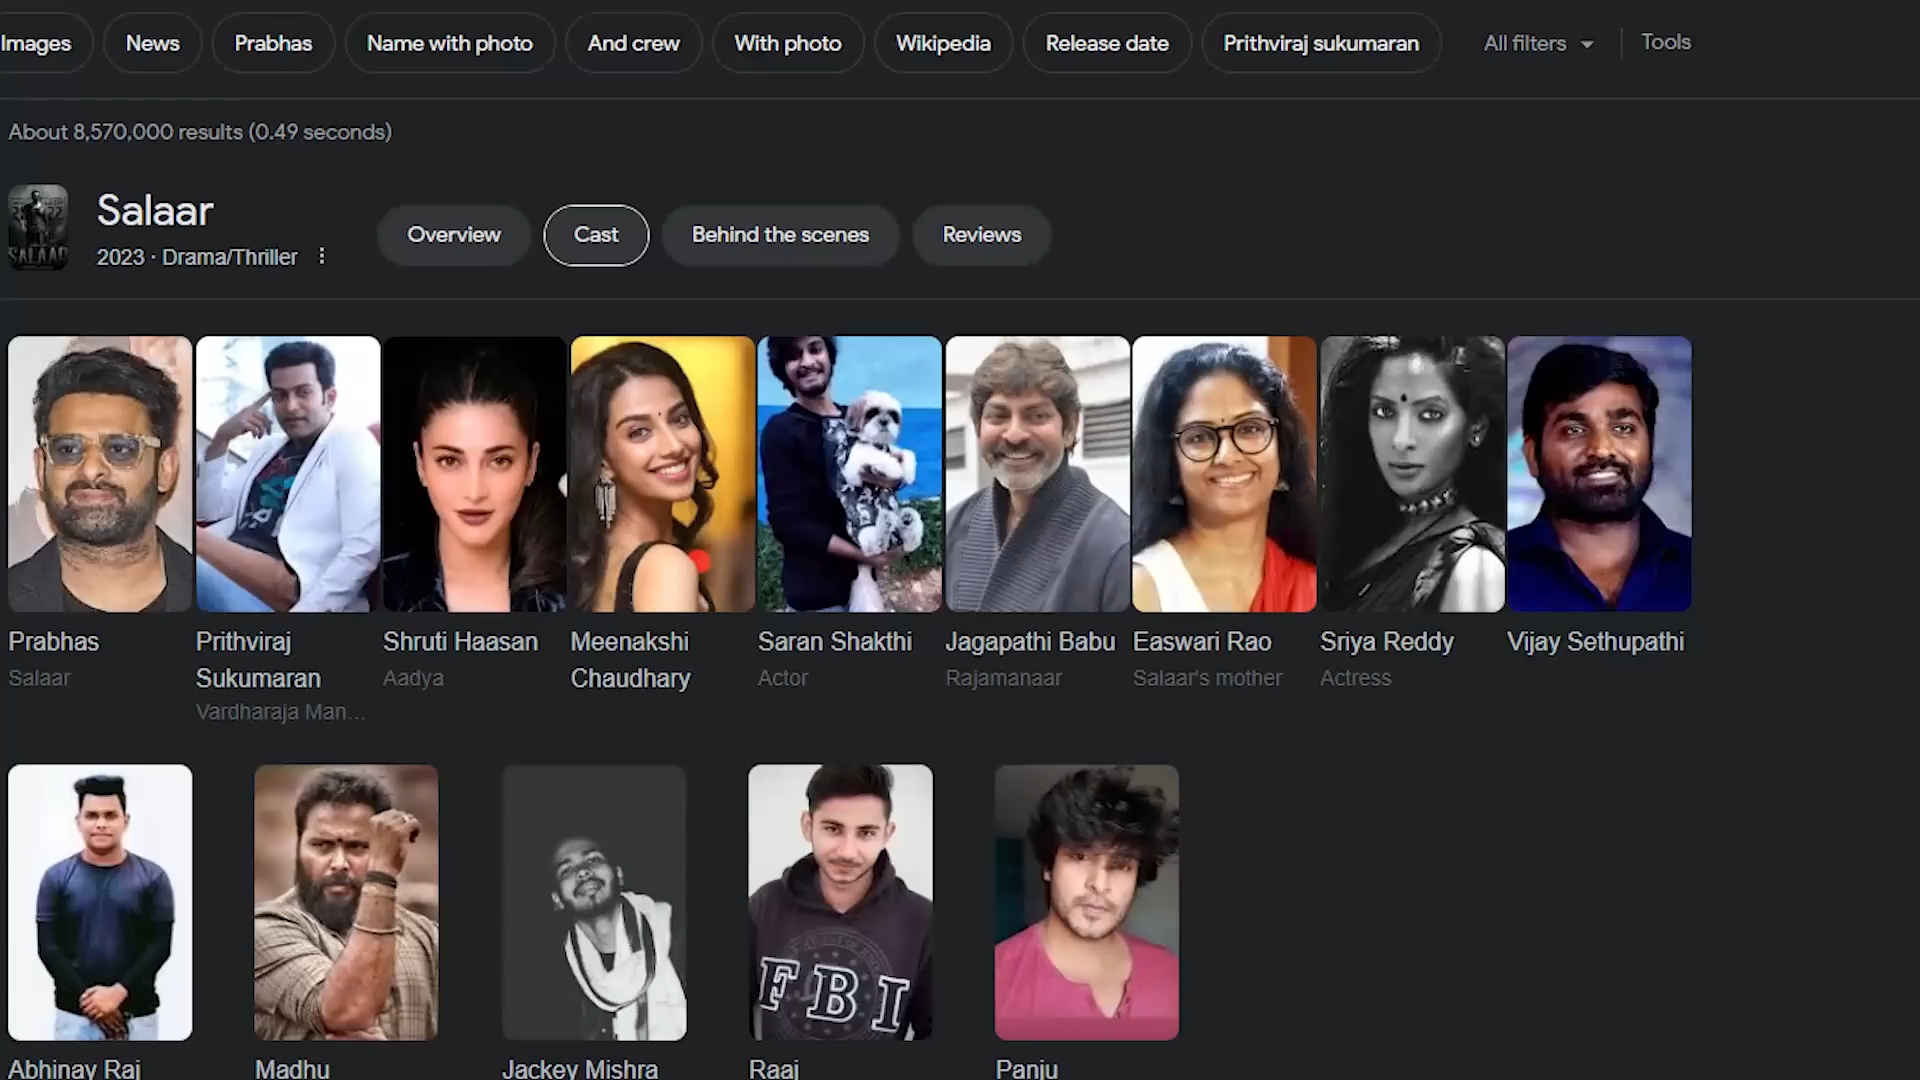 Images
News
Prabhas
Name with photo
And crew
With photo
Wikipedia
Release date
Prithviraj sukumaran
All filters
Tools
About 8,570,000 results (0.49 seconds)
Salaar
2023 · Drama/Thriller
Overview
Cast
Behind the scenes
Reviews
SALAAR
Prabhas
Salaar
Prithviraj
Sukumaran
Vardharaja Man...
Shruti Haasan
Aadya
Meenakshi
Chaudhary
Saran Shakthi
Actor
Jagapathi Babu
Rajamanaar
Easwari Rao
Salaar's mother
Sriya Reddy
Actress
Vijay Sethupathi
FBI
Abhinay Raj
Madhu
Jackey Mishra
Raaj
Panju